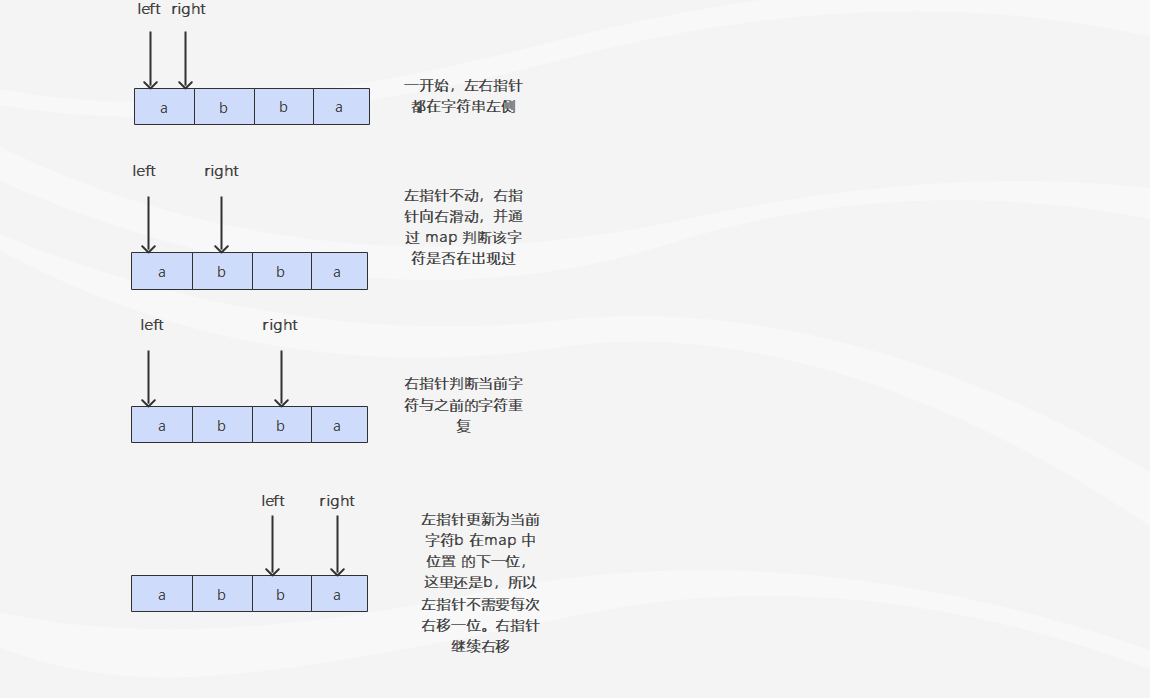 left right
a b b a
一开始，左右指针
都在字符串左侧
left right
a b b a
左指针不动，右指
针向右滑动，并通
过 map 判断该字
符是否在出现过
left right
a b b a
右指针判断当前字
符与之前的字符重
复
left right
a b b a
左指针更新为当前
字符b 在map 中
位置 的下一位，
这里还是b，所以
左指针不需要每次
右移一位。右指针
继续右移